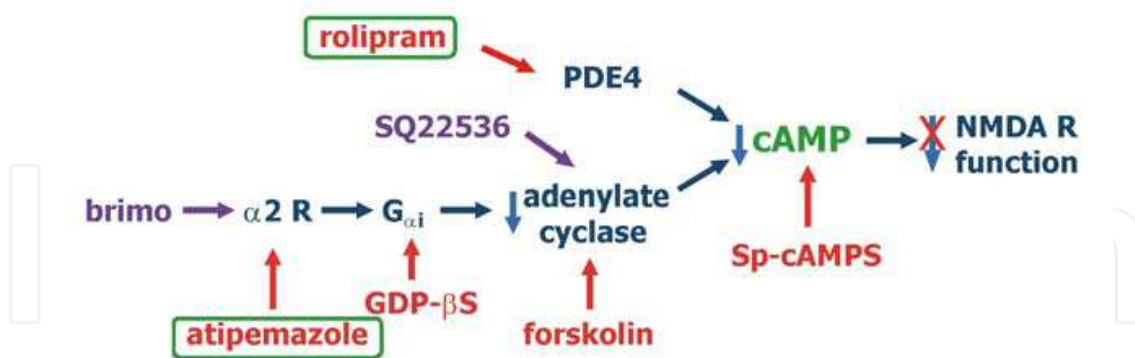 rolipram
PDE4
SQ22536
cAMP
NMDA R
function
brimo
α2 R
Gαi
adenylate
cyclase
Sp-cAMPS
GDP-βS
atipemazole
forskolin